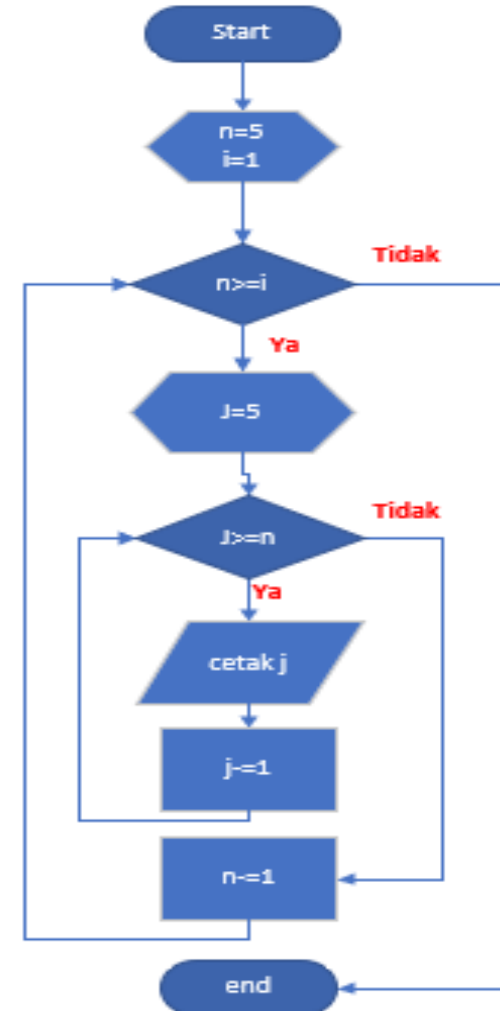 Start
n=5
i=1
n>=i
Tidak
Ya
J=5
J>=n
Tidak
Ya
cetak j
j-=1
n-=1
end